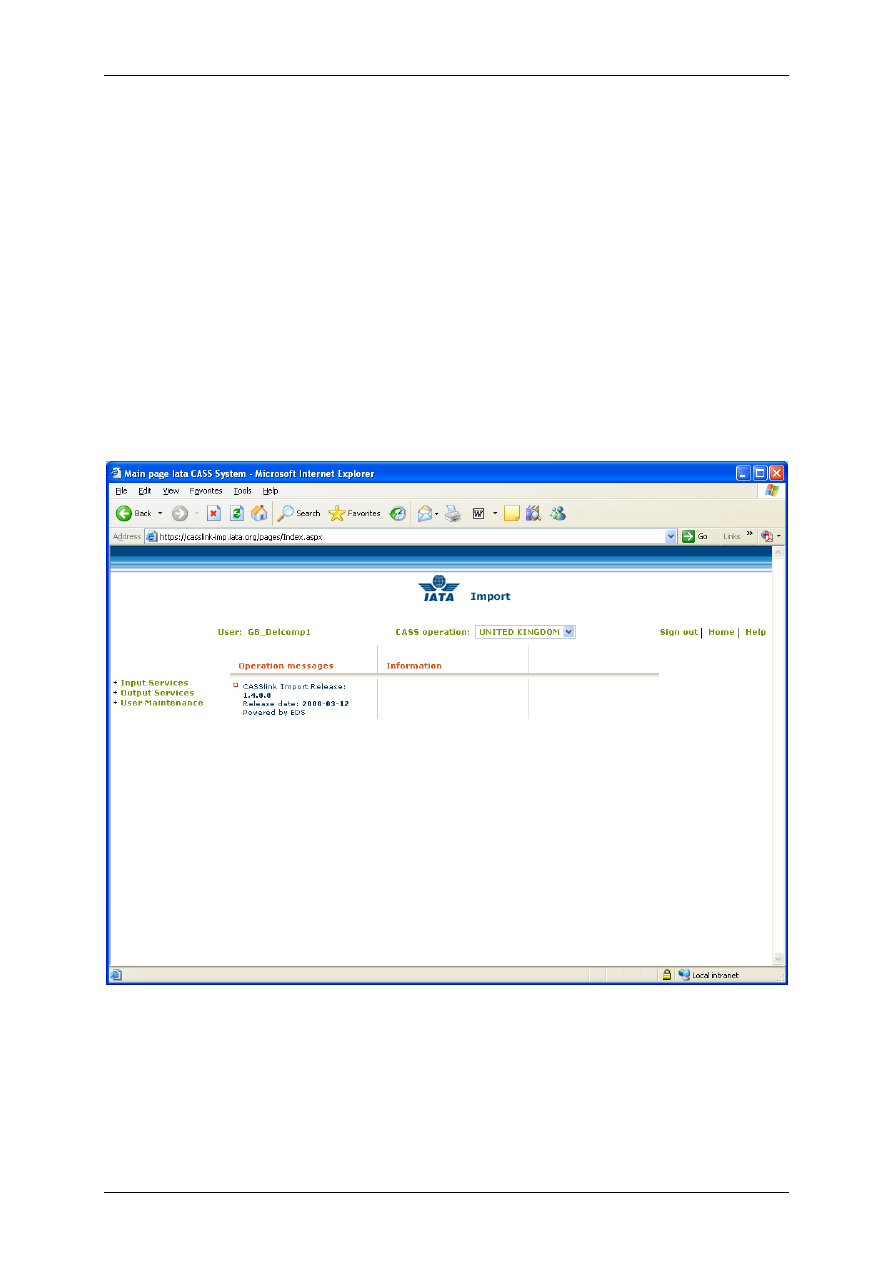 Main page Iata CASS System - Microsoft Internet Explorer
File Edit View Favorites Tools Help
Back Search Favorites W
Address https://casslink-imp.iata.org/pages/Index.aspx Go Links »
IATA Import
User: GB_Delcomp1 CASS operation: UNITED KINGDOM Sign out | Home | Help
Operation messages Information
+ Input Services
+ Output Services
+ User Maintenance
CASSlink Import Release:
1.4.0.0
Release date: 2008-03-12
Powered by EDS
Local intranet